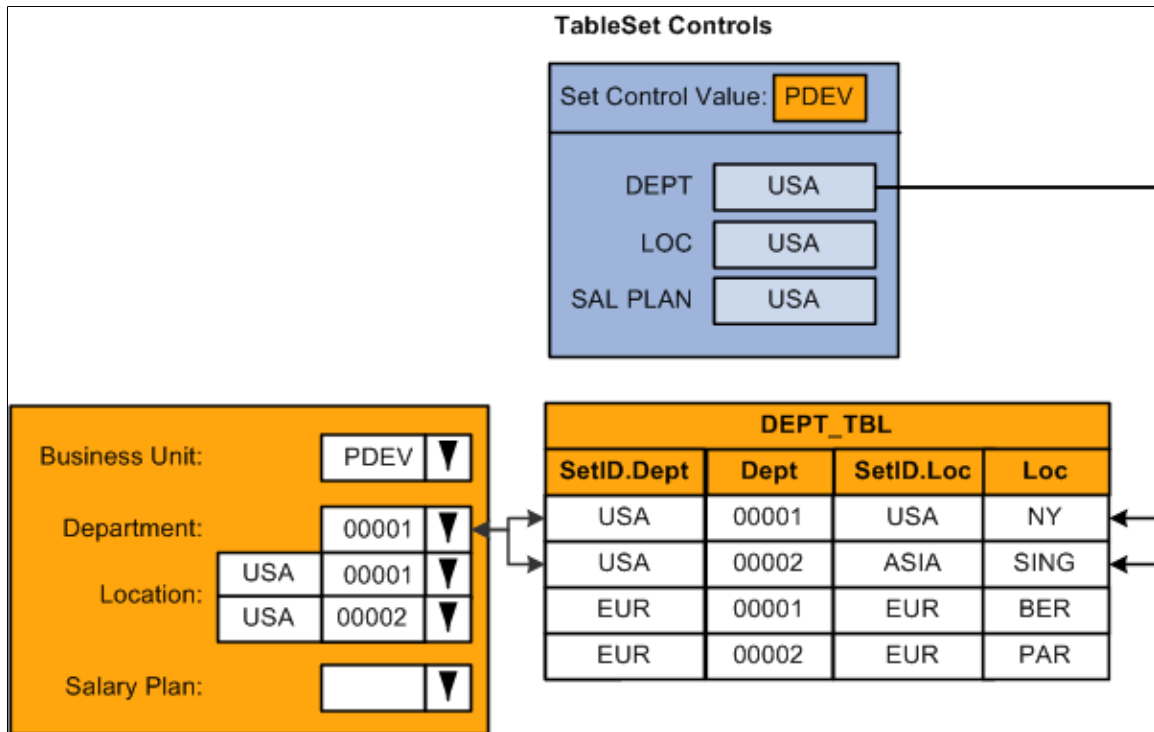 TableSet Controls
Set Control Value: PDEV
DEPT USA
LOC USA
SAL PLAN USA
Business Unit: PDEV
Department: 00001
Location:
USA 00001
USA 00002
Salary Plan:
DEPT_TBL
SetID.Dept Dept SetID.Loc Loc
USA 00001 USA NY
USA 00002 ASIA SING
EUR 00001 EUR BER
EUR 00002 EUR PAR